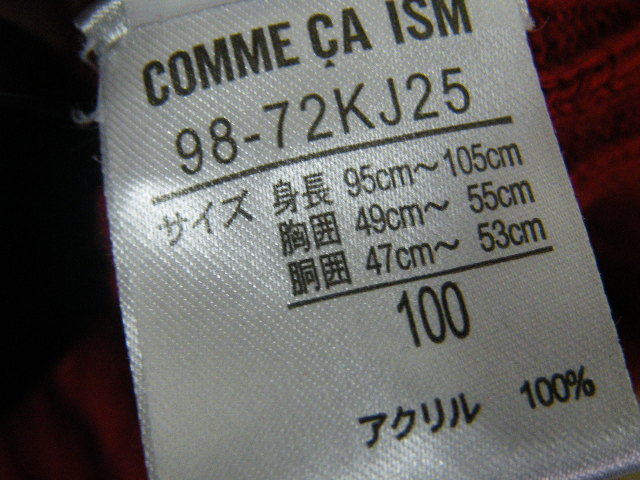 COMME ÇA ISM
98-72KJ25
サイズ 身長 95cm～105cm
胸囲 49cm～ 55cm
胴囲 47cm～ 53cm
100
アクリル 100%